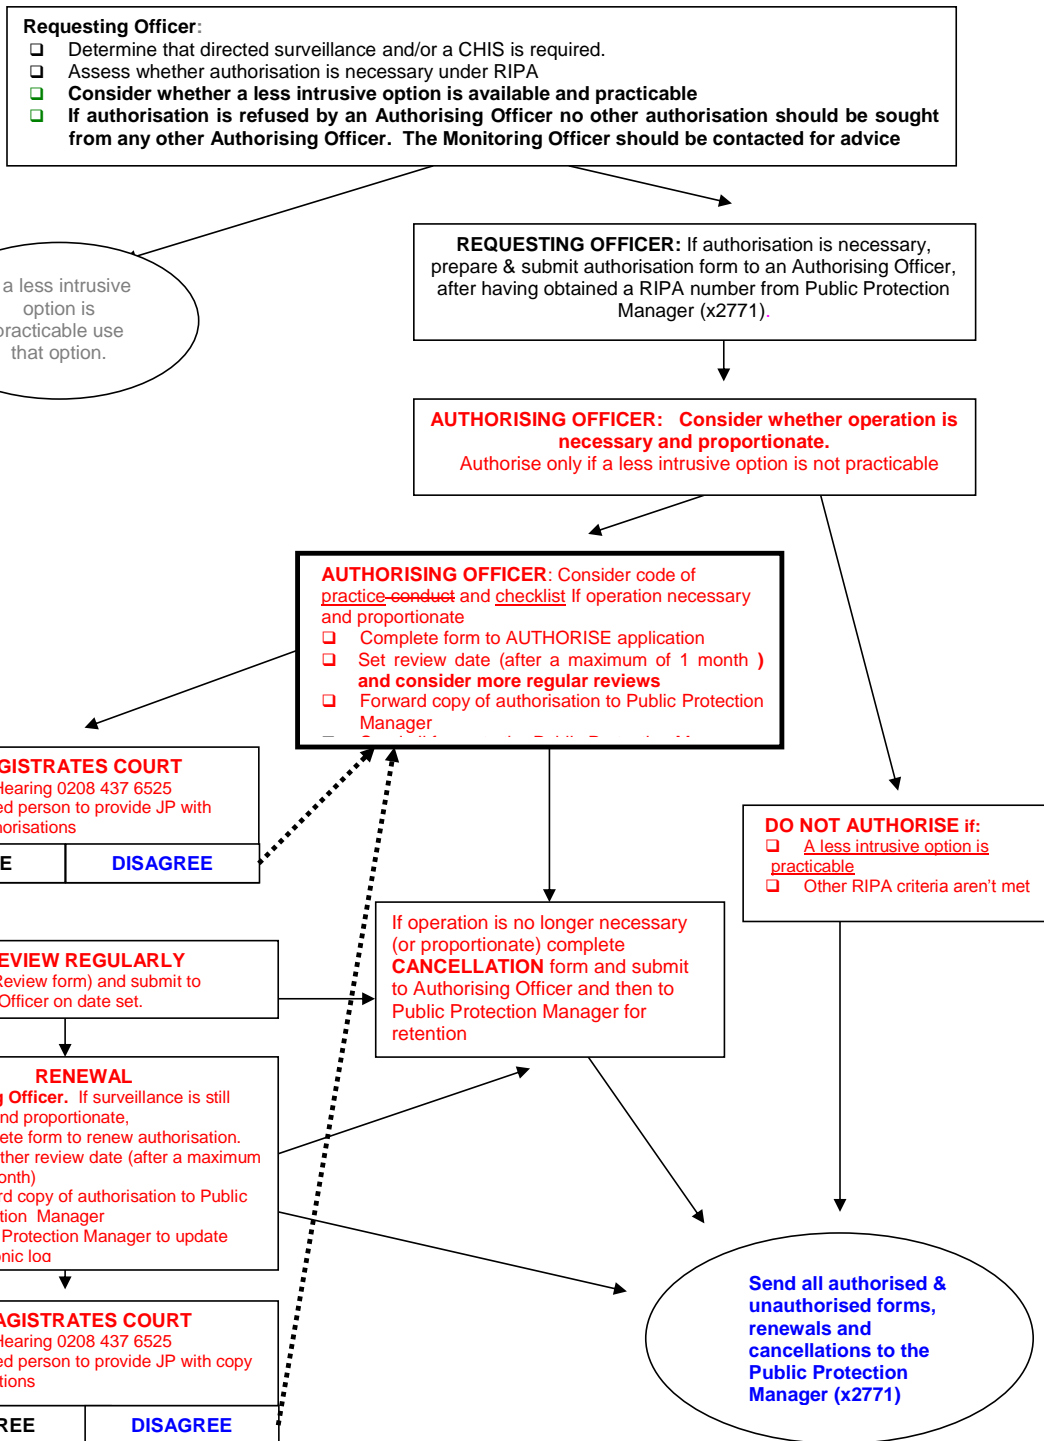 Requesting Officer:
❑ Determine that directed surveillance and/or a CHIS is required.
❑ Assess whether authorisation is necessary under RIPA
❑ Consider whether a less intrusive option is available and practicable
❑ If authorisation is refused by an Authorising Officer no other authorisation should be sought
from any other Authorising Officer. The Monitoring Officer should be contacted for advice
a less intrusive
option is
practicable use
that option.
REQUESTING OFFICER: If authorisation is necessary,
prepare & submit authorisation form to an Authorising Officer,
after having obtained a RIPA number from Public Protection
Manager (x2771).
AUTHORISING OFFICER: Consider whether operation is
necessary and proportionate.
Authorise only if a less intrusive option is not practicable
AUTHORISING OFFICER: Consider code of
practice conduct and checklist If operation necessary
and proportionate
❑ Complete form to AUTHORISE application
❑ Set review date (after a maximum of 1 month )
and consider more regular reviews
❑ Forward copy of authorisation to Public Protection
Manager
AGISTRATES COURT
Hearing 0208 437 6525
ed person to provide JP with
horisations
E DISAGREE
DO NOT AUTHORISE if:
❑ A less intrusive option is
practicable
❑ Other RIPA criteria aren't met
If operation is no longer necessary
(or proportionate) complete
CANCELLATION form and submit
to Authorising Officer and then to
Public Protection Manager for
retention
EVIEW REGULARLY
Review form) and submit to
Officer on date set.
RENEWAL
g Officer. If surveillance is still
nd proportionate,
ete form to renew authorisation.
ther review date (after a maximum
onth)
rd copy of authorisation to Public
tion Manager
Protection Manager to update
onic log
AGISTRATES COURT
Hearing 0208 437 6525
ed person to provide JP with copy
tions
REE DISAGREE
Send all authorised &
unauthorised forms,
renewals and
cancellations to the
Public Protection
Manager (x2771)